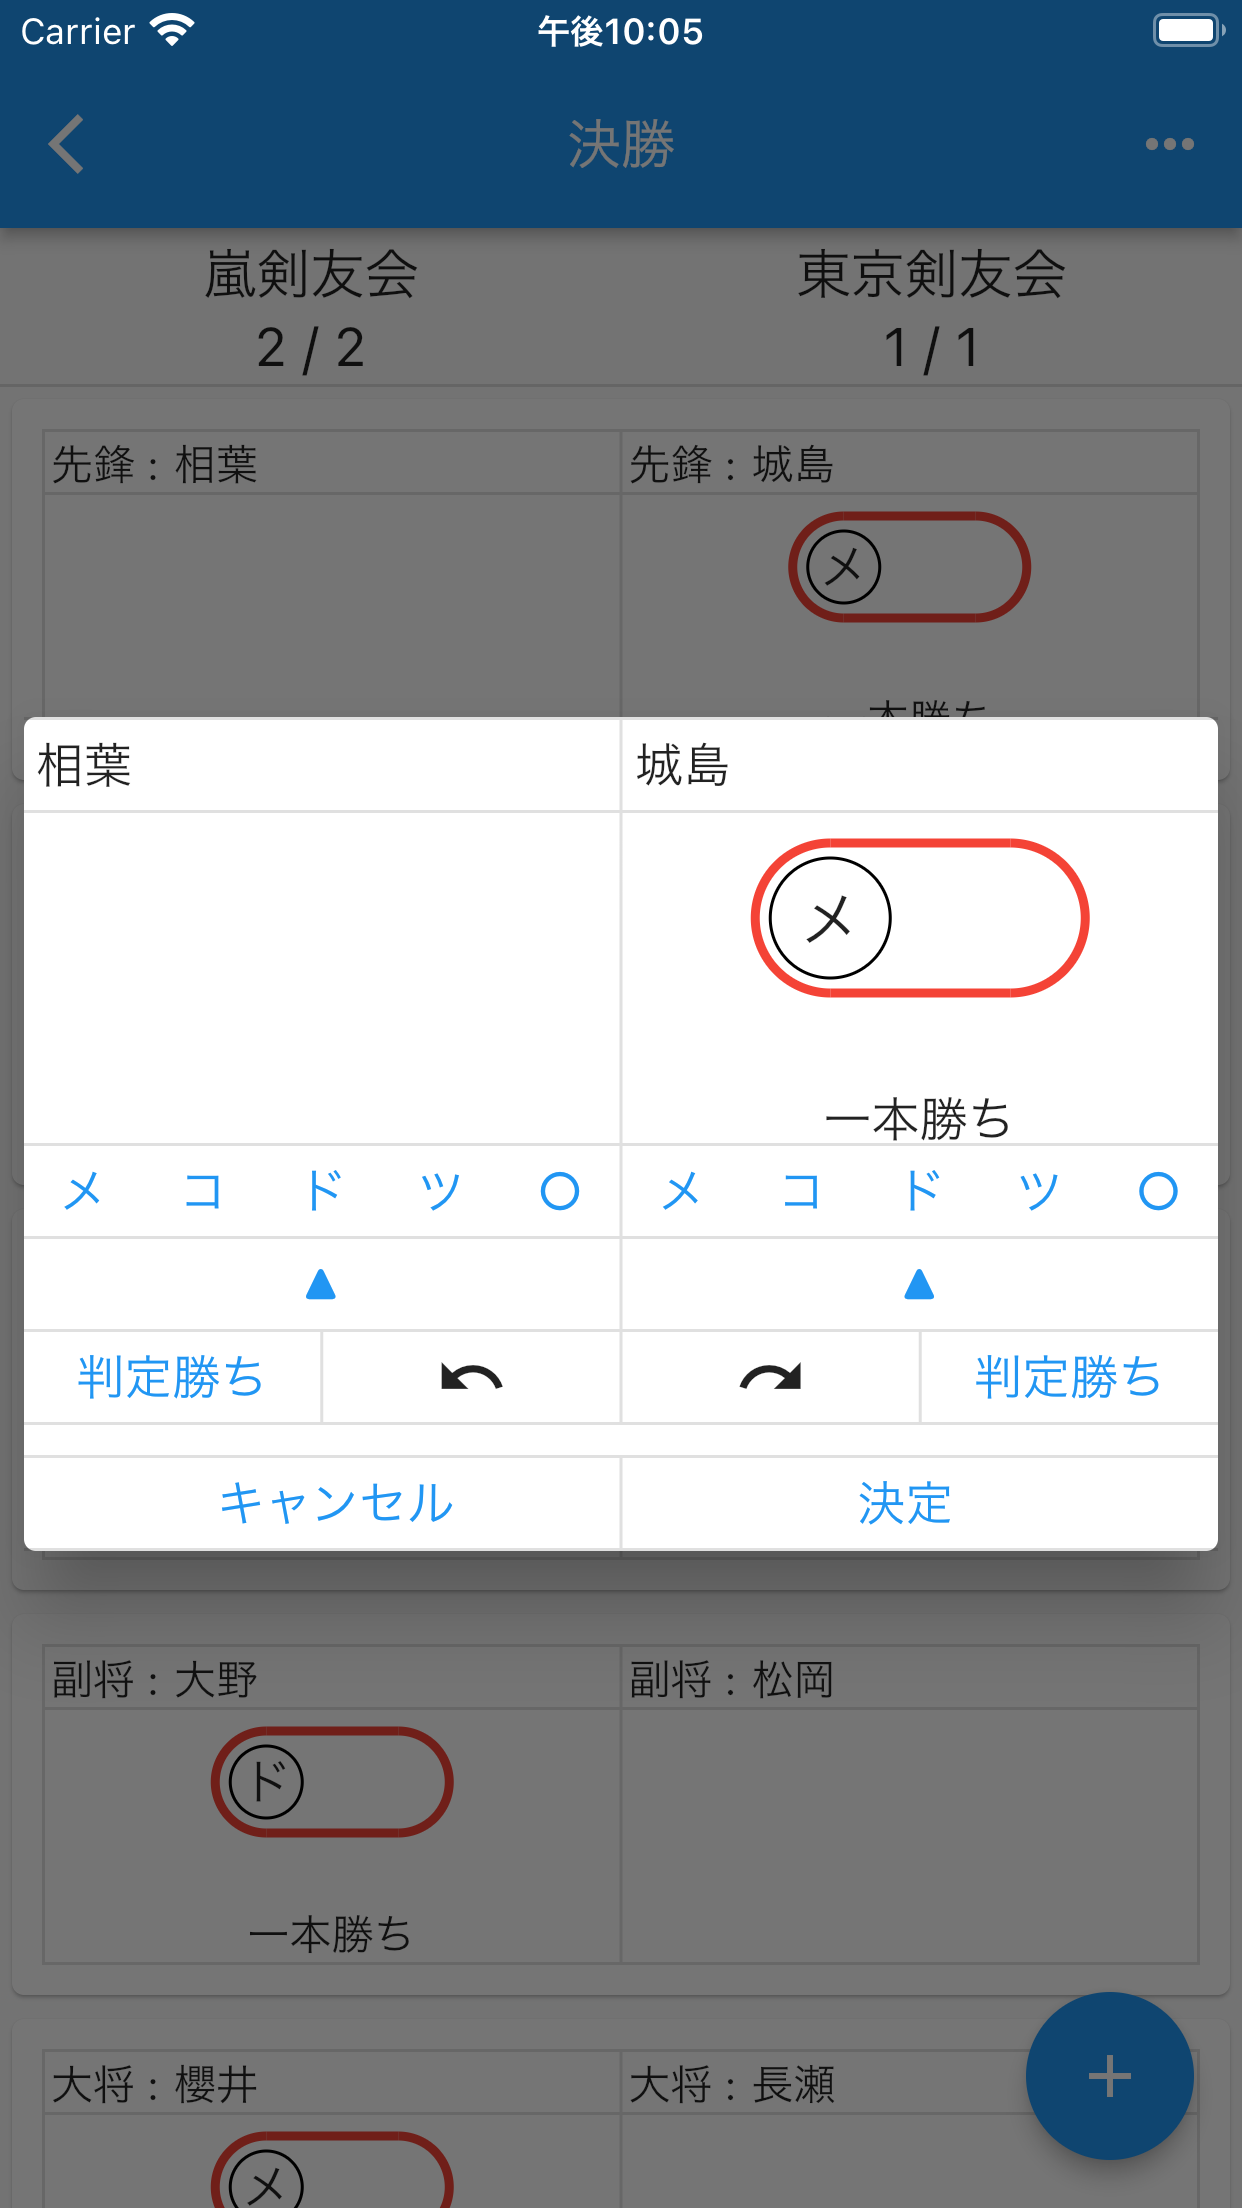 Carrier 午後10:05
決勝
嵐剣友会 東京剣友会
2 / 2 1 / 1
先鋒：相葉 先鋒：城島
メ
本勝ち
相葉 城島
メ
一本勝ち
メ コ ド ツ ○ メ コ ド ツ ○
▲ ▲
判定勝ち 判定勝ち
キャンセル 決定
副将：大野 副将：松岡
ド
一本勝ち
大将：櫻井 大将：長瀬
メ